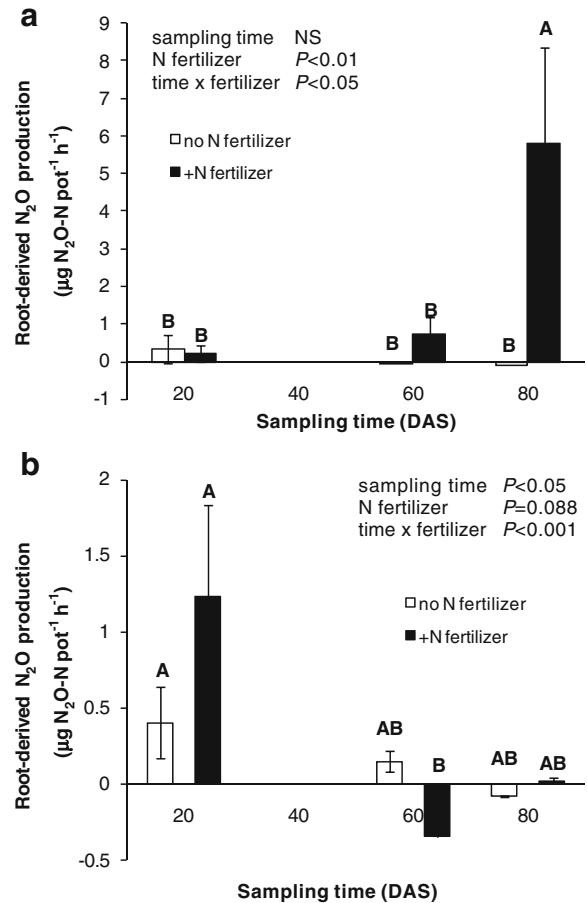 a
Root-derived N2O production
(µg N2O-N pot-1 h-1)
9
8
7
6
5
4
3
2
1
0
-1
sampling time NS
N fertilizer P<0.01
time x fertilizer P<0.05
no N fertilizer
+N fertilizer
B
B
B
B
B
A
20
40
60
80
Sampling time (DAS)
b
Root-derived N2O production
(µg N2O-N pot-1 h-1)
2
1.5
1
0.5
0
-0.5
sampling time P<0.05
N fertilizer P=0.088
time x fertilizer P<0.001
no N fertilizer
+N fertilizer
A
A
AB
B
AB
AB
20
40
60
80
Sampling time (DAS)